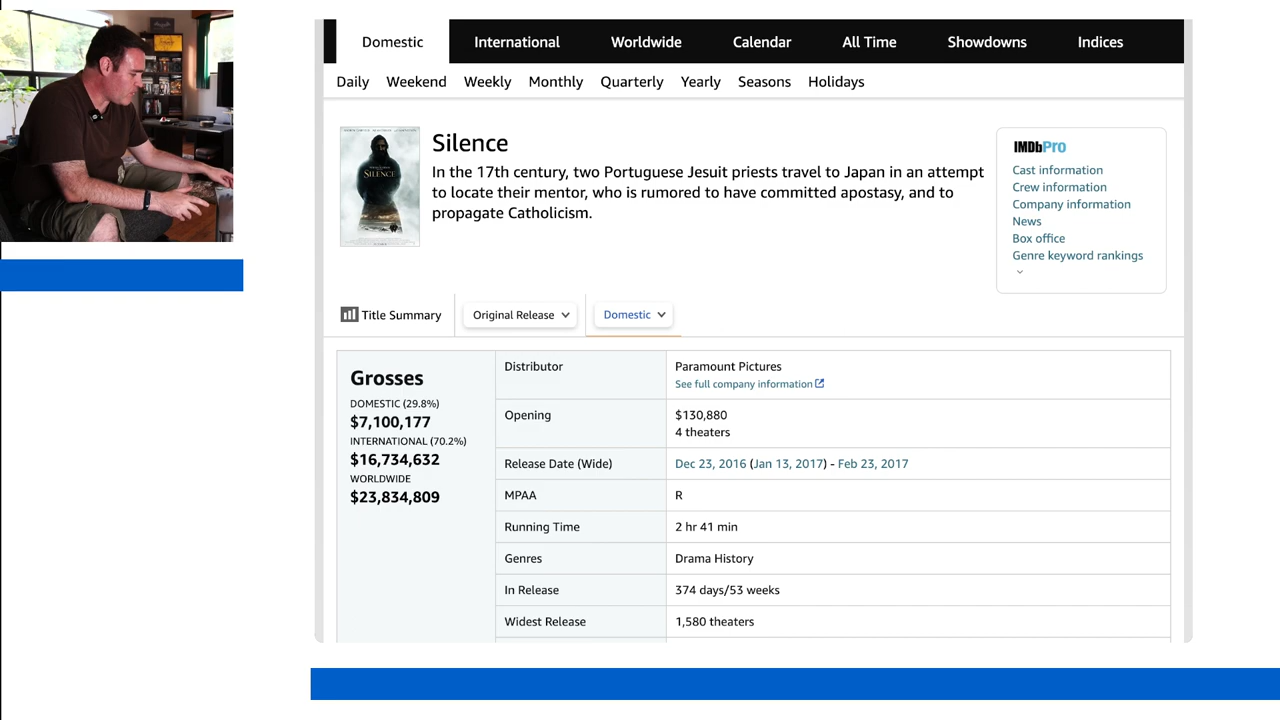 Domestic International Worldwide Calendar All Time Showdowns Indices
Daily Weekend Weekly Monthly Quarterly Yearly Seasons Holidays
Silence
In the 17th century, two Portuguese Jesuit priests travel to Japan in an attempt
to locate their mentor, who is rumored to have committed apostasy, and to
propagate Catholicism.
SILENCE
IMDbPro
Cast information
Crew information
Company information
News
Box office
Genre keyword rankings
Title Summary Original Release Domestic
Grosses
DOMESTIC (29.8%)
$7,100,177
INTERNATIONAL (70.2%)
$16,734,632
WORLDWIDE
$23,834,809
Distributor Paramount Pictures
See full company information
Opening $130,880
4 theaters
Release Date (Wide) Dec 23, 2016 (Jan 13, 2017) - Feb 23, 2017
MPAA R
Running Time 2 hr 41 min
Genres Drama History
In Release 374 days/53 weeks
Widest Release 1,580 theaters